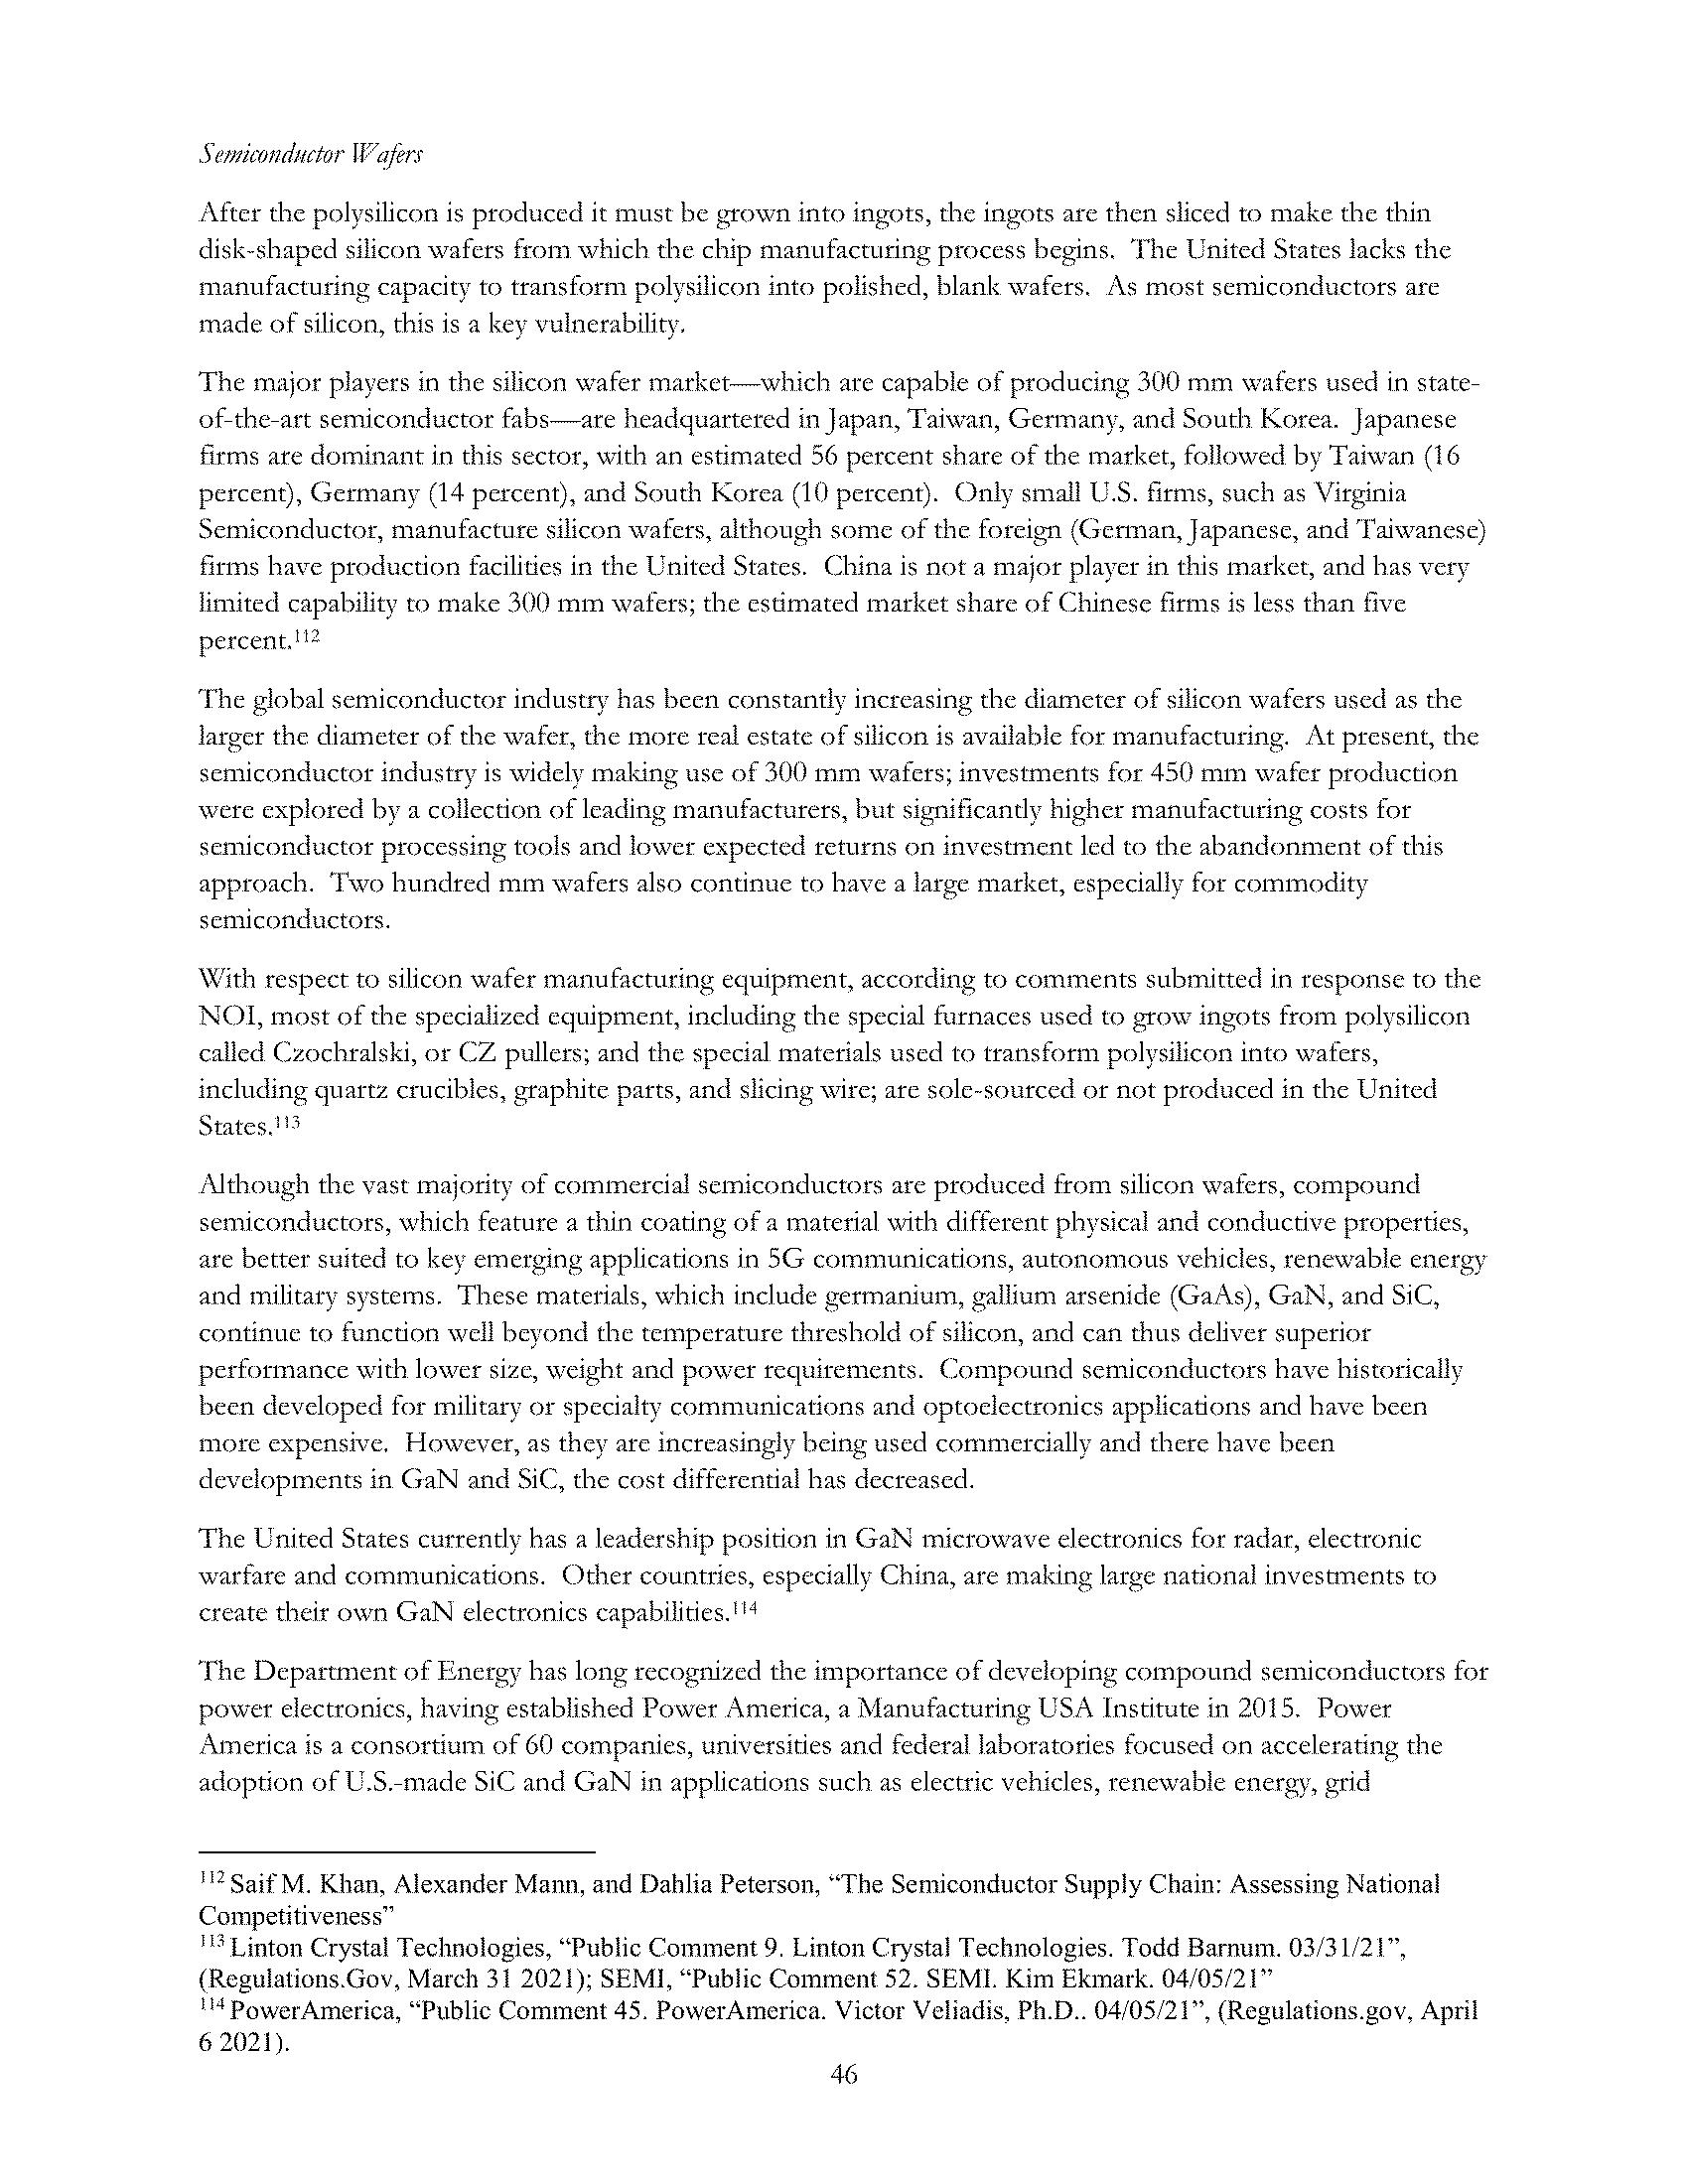 Semiconductor Wafers
After the polysilicon is produced it must be grown into ingots, the ingots are then sliced to make the thin
disk-shaped silicon wafers from which the chip manufacturing process begins.  The United States lacks the
manufacturing capacity to transform polysilicon into polished, blank wafers.  As most semiconductors are
made of silicon, this is a key vulnerability.
The major players in the silicon wafer market—which are capable of producing 300 mm wafers used in state-
of-the-art semiconductor fabs—are headquartered in Japan, Taiwan, Germany, and South Korea.  Japanese
firms are dominant in this sector, with an estimated 56 percent share of the market, followed by Taiwan (16
percent), Germany (14 percent), and South Korea (10 percent).  Only small U.S. firms, such as Virginia
Semiconductor, manufacture silicon wafers, although some of the foreign (German, Japanese, and Taiwanese)
firms have production facilities in the United States.  China is not a major player in this market, and has very
limited capability to make 300 mm wafers; the estimated market share of Chinese firms is less than five
percent.112
The global semiconductor industry has been constantly increasing the diameter of silicon wafers used as the
larger the diameter of the wafer, the more real estate of silicon is available for manufacturing.  At present, the
semiconductor industry is widely making use of 300 mm wafers; investments for 450 mm wafer production
were explored by a collection of leading manufacturers, but significantly higher manufacturing costs for
semiconductor processing tools and lower expected returns on investment led to the abandonment of this
approach.  Two hundred mm wafers also continue to have a large market, especially for commodity
semiconductors.
With respect to silicon wafer manufacturing equipment, according to comments submitted in response to the
NOI, most of the specialized equipment, including the special furnaces used to grow ingots from polysilicon
called Czochralski, or CZ pullers; and the special materials used to transform polysilicon into wafers,
including quartz crucibles, graphite parts, and slicing wire; are sole-sourced or not produced in the United
States.113
Although the vast majority of commercial semiconductors are produced from silicon wafers, compound
semiconductors, which feature a thin coating of a material with different physical and conductive properties,
are better suited to key emerging applications in 5G communications, autonomous vehicles, renewable energy
and military systems.  These materials, which include germanium, gallium arsenide (GaAs), GaN, and SiC,
continue to function well beyond the temperature threshold of silicon, and can thus deliver superior
performance with lower size, weight and power requirements.  Compound semiconductors have historically
been developed for military or specialty communications and optoelectronics applications and have been
more expensive.  However, as they are increasingly being used commercially and there have been
developments in GaN and SiC, the cost differential has decreased.
The United States currently has a leadership position in GaN microwave electronics for radar, electronic
warfare and communications.  Other countries, especially China, are making large national investments to
create their own GaN electronics capabilities.114
The Department of Energy has long recognized the importance of developing compound semiconductors for
power electronics, having established Power America, a Manufacturing USA Institute in 2015.  Power
America is a consortium of 60 companies, universities and federal laboratories focused on accelerating the
adoption of U.S.-made SiC and GaN in applications such as electric vehicles, renewable energy, grid
112 Saif M. Khan, Alexander Mann, and Dahlia Peterson, “The Semiconductor Supply Chain: Assessing National
Competitiveness”
113 Linton Crystal Technologies, “Public Comment 9. Linton Crystal Technologies. Todd Barnum. 03/31/21”,
(Regulations.Gov, March 31 2021); SEMI, “Public Comment 52. SEMI. Kim Ekmark. 04/05/21”
114 PowerAmerica, “Public Comment 45. PowerAmerica. Victor Veliadis, Ph.D.. 04/05/21”, (Regulations.gov, April
6 2021).
46